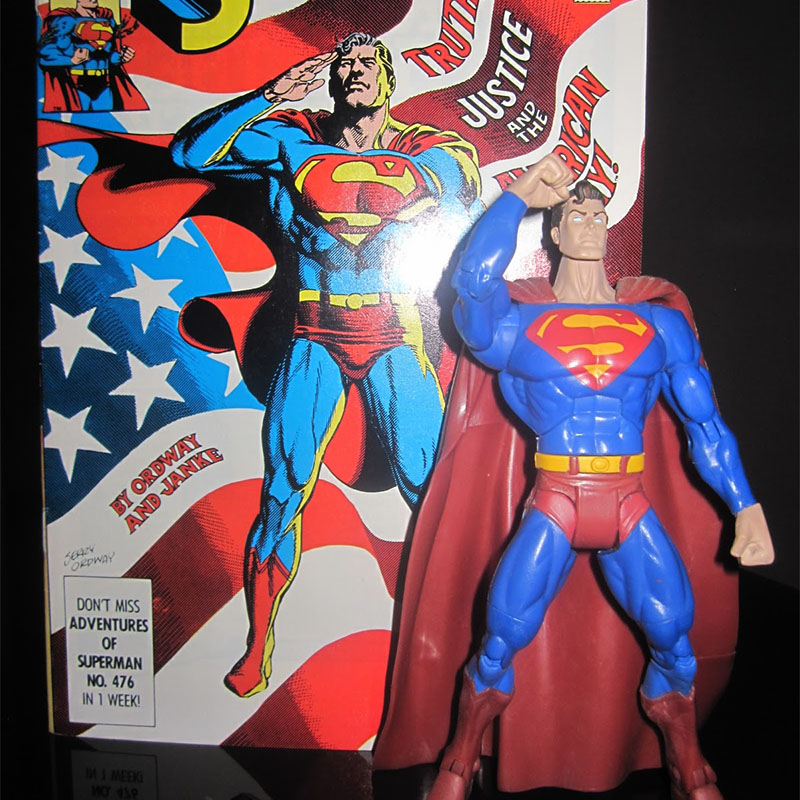 TRUTH
JUSTICE
AND THE
AMERICAN
WAY!
BY ORDWAY
AND JANKE
JERRY
ORDWAY
DON'T MISS
ADVENTURES
OF
SUPERMAN
NO. 476
IN 1 WEEK!